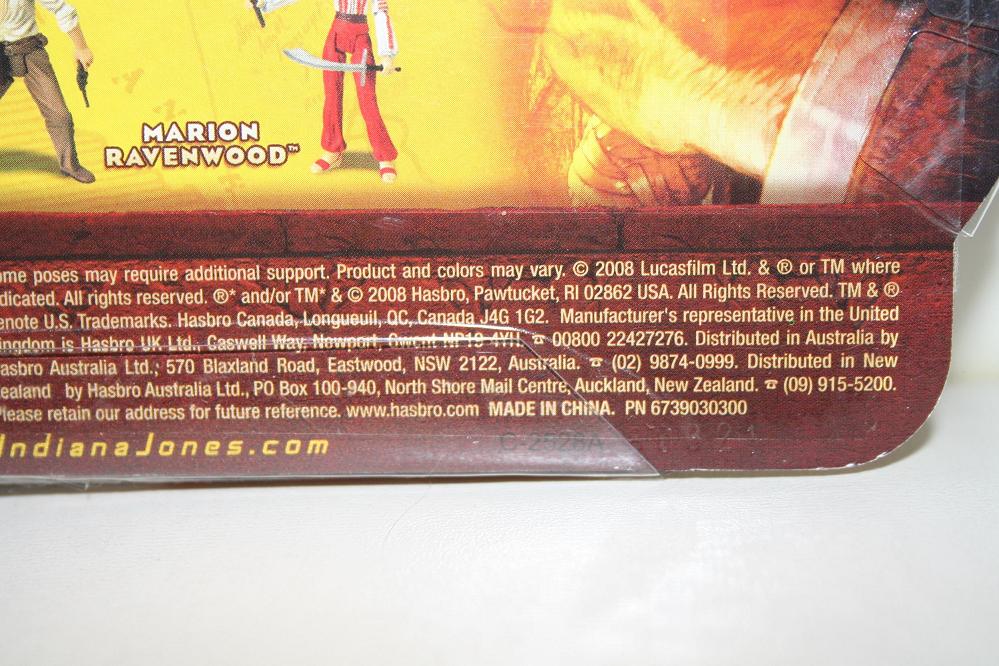 MARION
RAVENWOOD™
ome poses may require additional support. Product and colors may vary. © 2008 Lucasfilm Ltd. & ® or TM where
dicated. All rights reserved. ®* and/or TM* & © 2008 Hasbro, Pawtucket, RI 02862 USA. All Rights Reserved. TM & ®
enote U.S. Trademarks. Hasbro Canada, Longueuil, QC, Canada J4G 1G2. Manufacturer's representative in the United
ingdom is Hasbro UK Ltd., Caswell Way, Newport, Gwent NP19 4YH ☎ 00800 22427276. Distributed in Australia by
asbro Australia Ltd.; 570 Blaxland Road, Eastwood, NSW 2122, Australia. ☎ (02) 9874-0999. Distributed in New
ealand by Hasbro Australia Ltd., PO Box 100-940, North Shore Mail Centre, Auckland, New Zealand. ☎ (09) 915-5200.
Please retain our address for future reference. www.hasbro.com MADE IN CHINA. PN 6739030300
IndianaJones.com
C-2528A